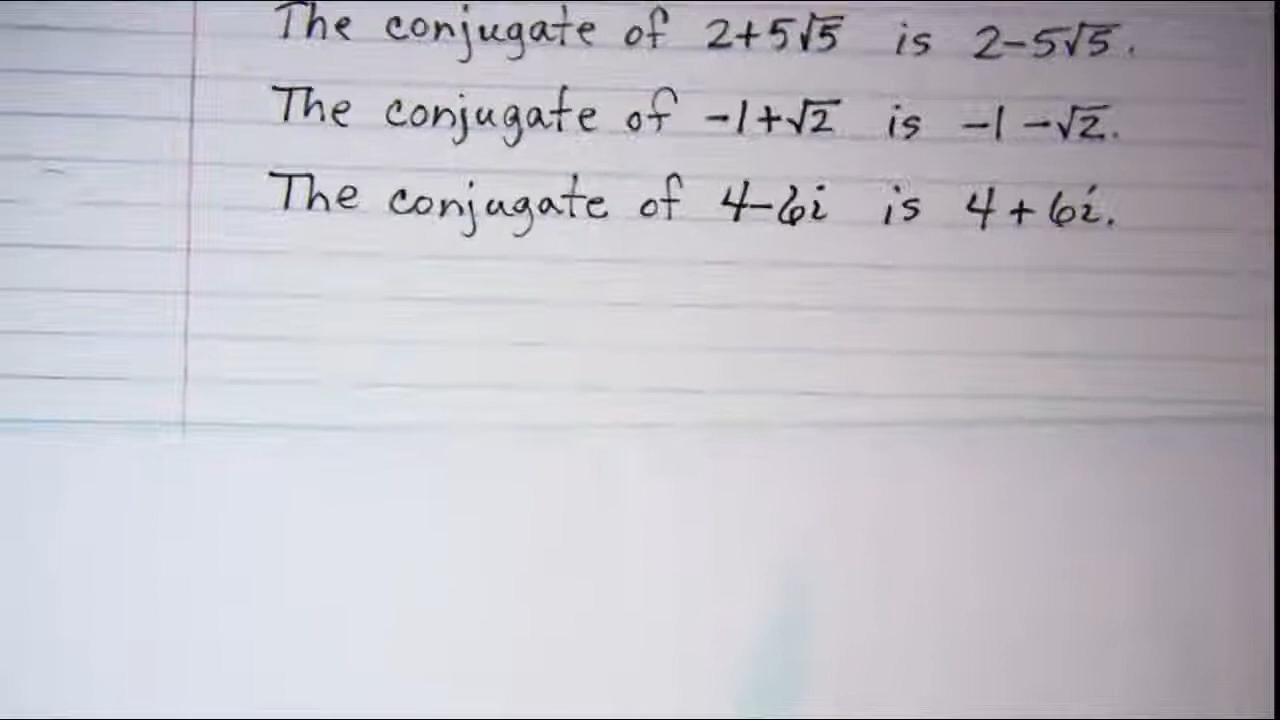 The conjugate of 2+5√5 is 2-5√5.
The conjugate of -1+√2 is -1-√2.
The conjugate of 4-6i is 4+6i.